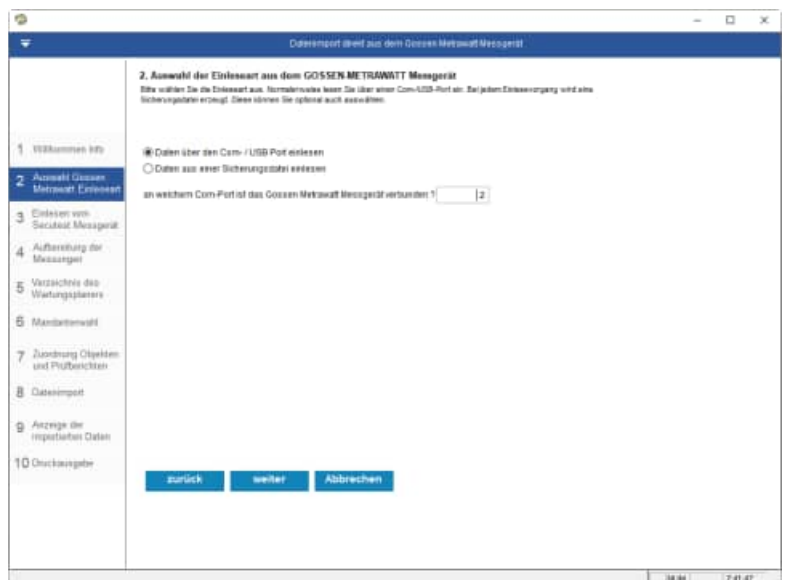 Datenimport direkt aus dem Gossen Metrawatt Messgerät
2. Auswahl der Einleseart aus dem GOSSEN-METRAWATT Messgerät
Bitte wählen Sie die Einleseart aus. Normalerweise lesen Sie über einen Com-/USB-Port ein. Bei jedem Einlesevorgang wird eine
Sicherungsdatei erzeugt. Diese können Sie optional auch auswählen.
1 Willkommen Info
2 Auswahl Gossen
Metrawatt Einleseart
3 Einlesen vom
Secutest Messgerät
4 Aufbereitung der
Messungen
5 Verzeichnis des
Wartungsplaners
6 Mandantenwahl
7 Zuordnung Objekten
und Prüfberichten
8 Datenimport
9 Anzeige der
importierten Daten
10 Druckausgabe
Daten über den Com- / USB Port einlesen
Daten aus einer Sicherungsdatei einlesen
an welchem Com-Port ist das Gossen Metrawatt Messgerät verbunden ? 2
zurück weiter Abbrechen
7:41:47